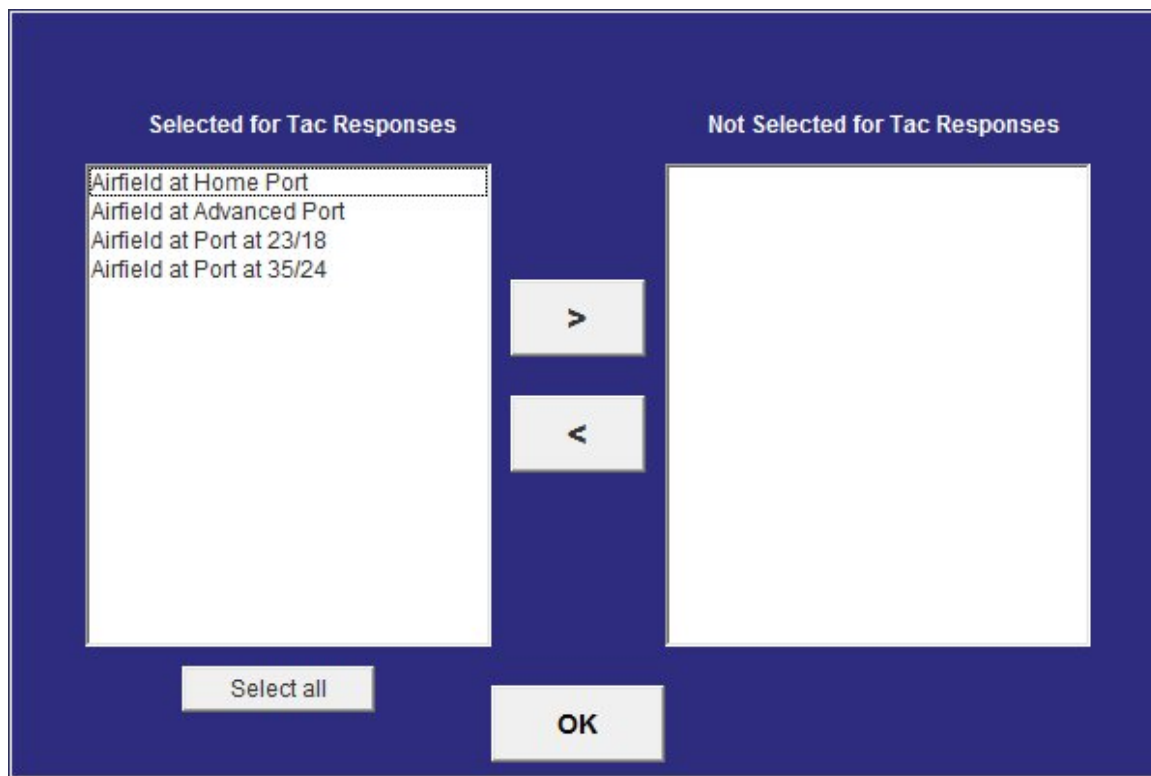 Selected for Tac Responses
Not Selected for Tac Responses
Airfield at Home Port
Airfield at Advanced Port
Airfield at Port at 23/18
Airfield at Port at 35/24
>
<
Select all
OK